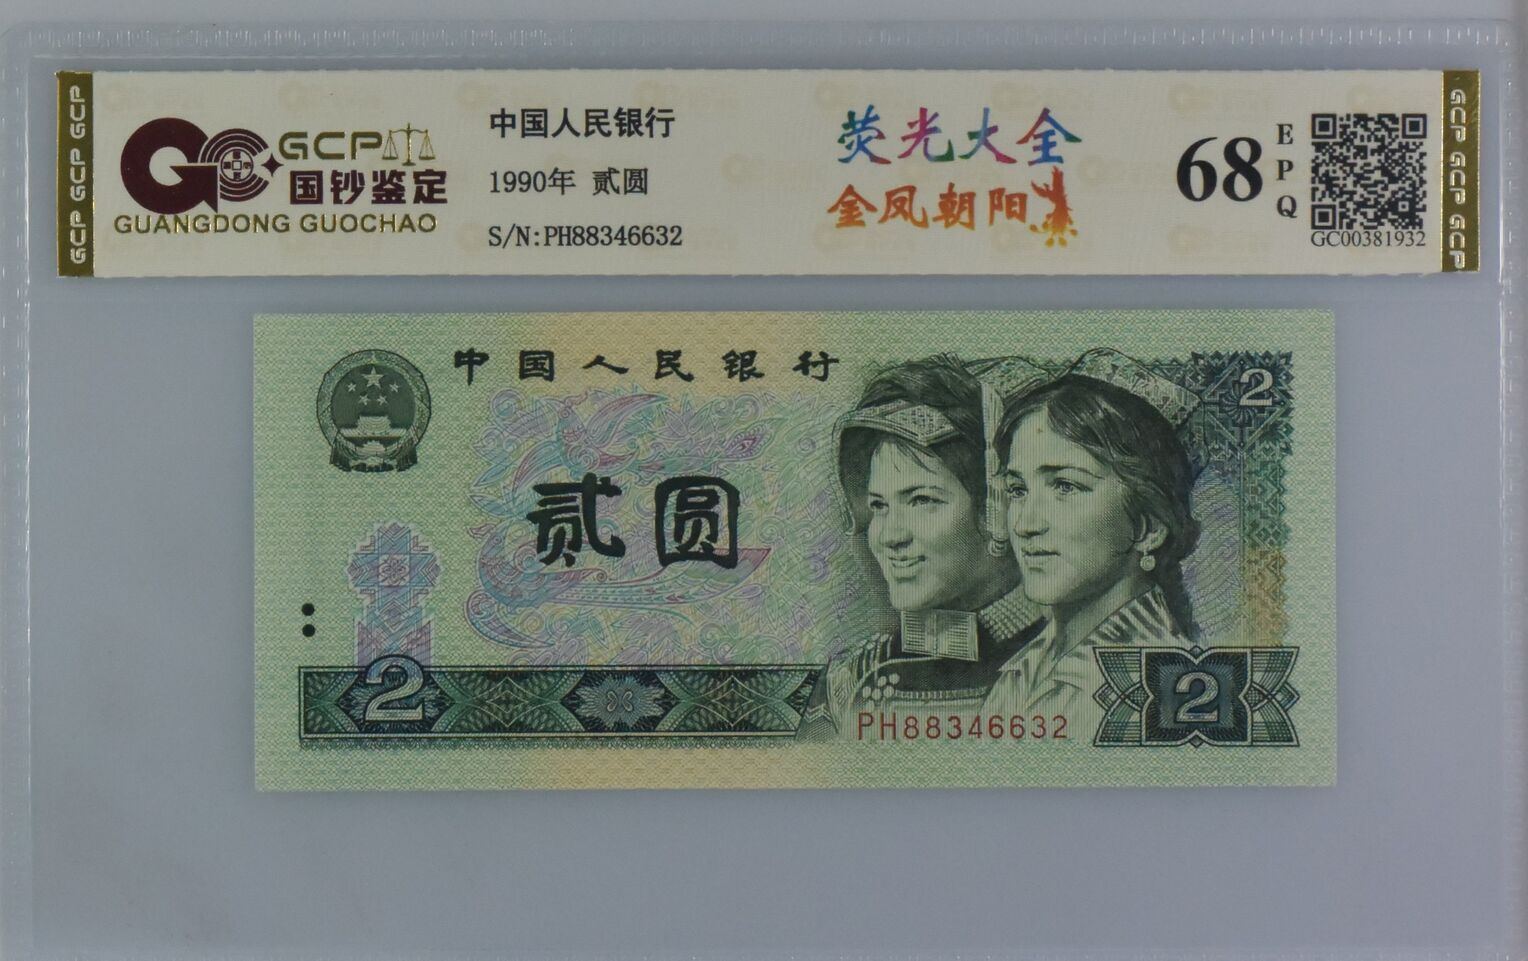 GCP GCP GCP
GCP
国钞鉴定
GUANGDONG GUOCHAO
中国人民银行
1990年 贰圆
S/N:PH88346632
荧光大全
金凤朝阳
68
EPQ
GC00381932
GCP GCP GCP
中国人民银行
2
贰圆
2
PH88346632
2